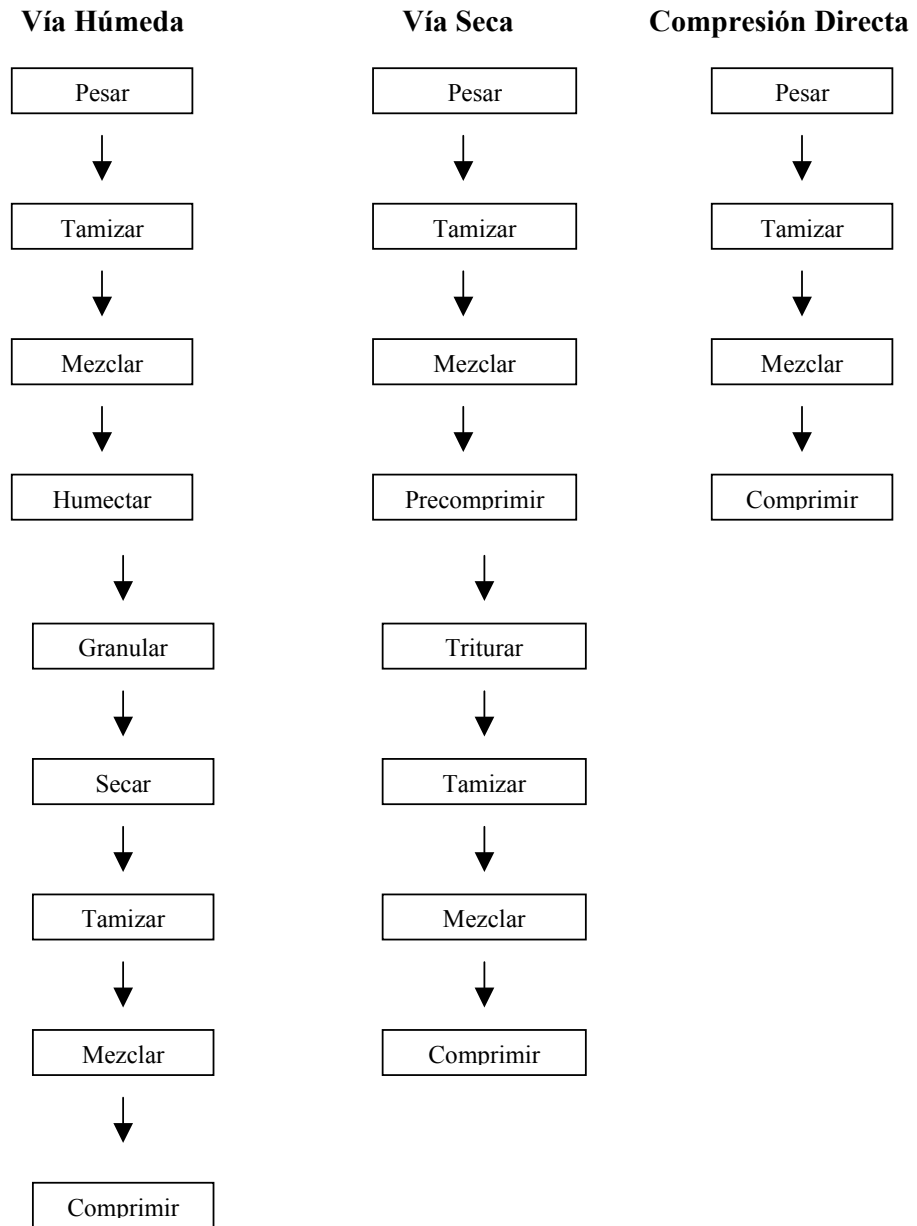 Vía Húmeda
Pesar
Tamizar
Mezclar
Humectar
Granular
Secar
Tamizar
Mezclar
Comprimir
Vía Seca
Pesar
Tamizar
Mezclar
Precomprimir
Triturar
Tamizar
Mezclar
Comprimir
Compresión Directa
Pesar
Tamizar
Mezclar
Comprimir